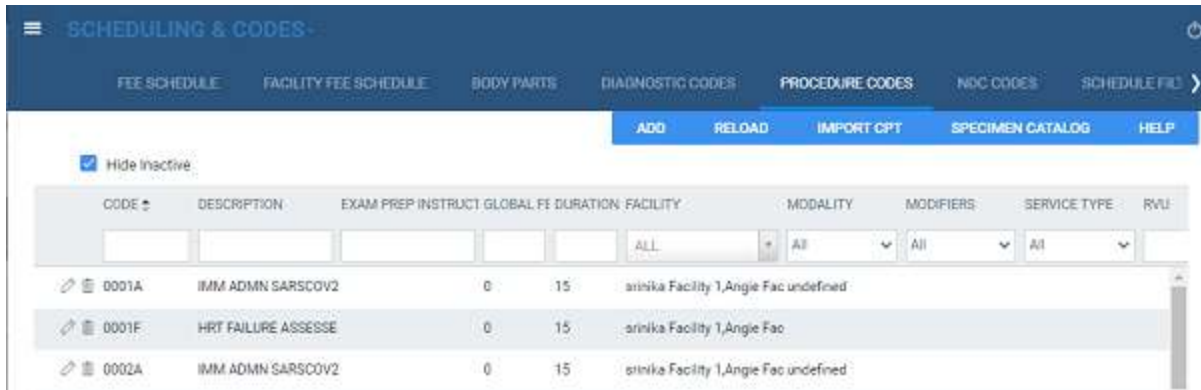 SCHEDULING & CODES-
FEE SCHEDULE FACILITY FEE SCHEDULE BODY PARTS DIAGNOSTIC CODES PROCEDURE CODES NDC CODES SCHEDULE
ADD RELOAD IMPORT CPT SPECIMEN CATALOG HELP
Hide Inactive
CODE DESCRIPTION EXAM PREP INSTRUCT GLOBAL FE DURATION FACILITY MODALITY MODIFIERS SERVICE TYPE RVU
ALL All All All
0001A IMM ADMN SARSCOV2 0 15 srinika Facility 1,Angie Fac undefined
0001F HRT FAILURE ASSESSE 0 15 srinika Facility 1,Angie Fac
0002A IMM ADMN SARSCOV2 0 15 srinika Facility 1,Angie Fac undefined